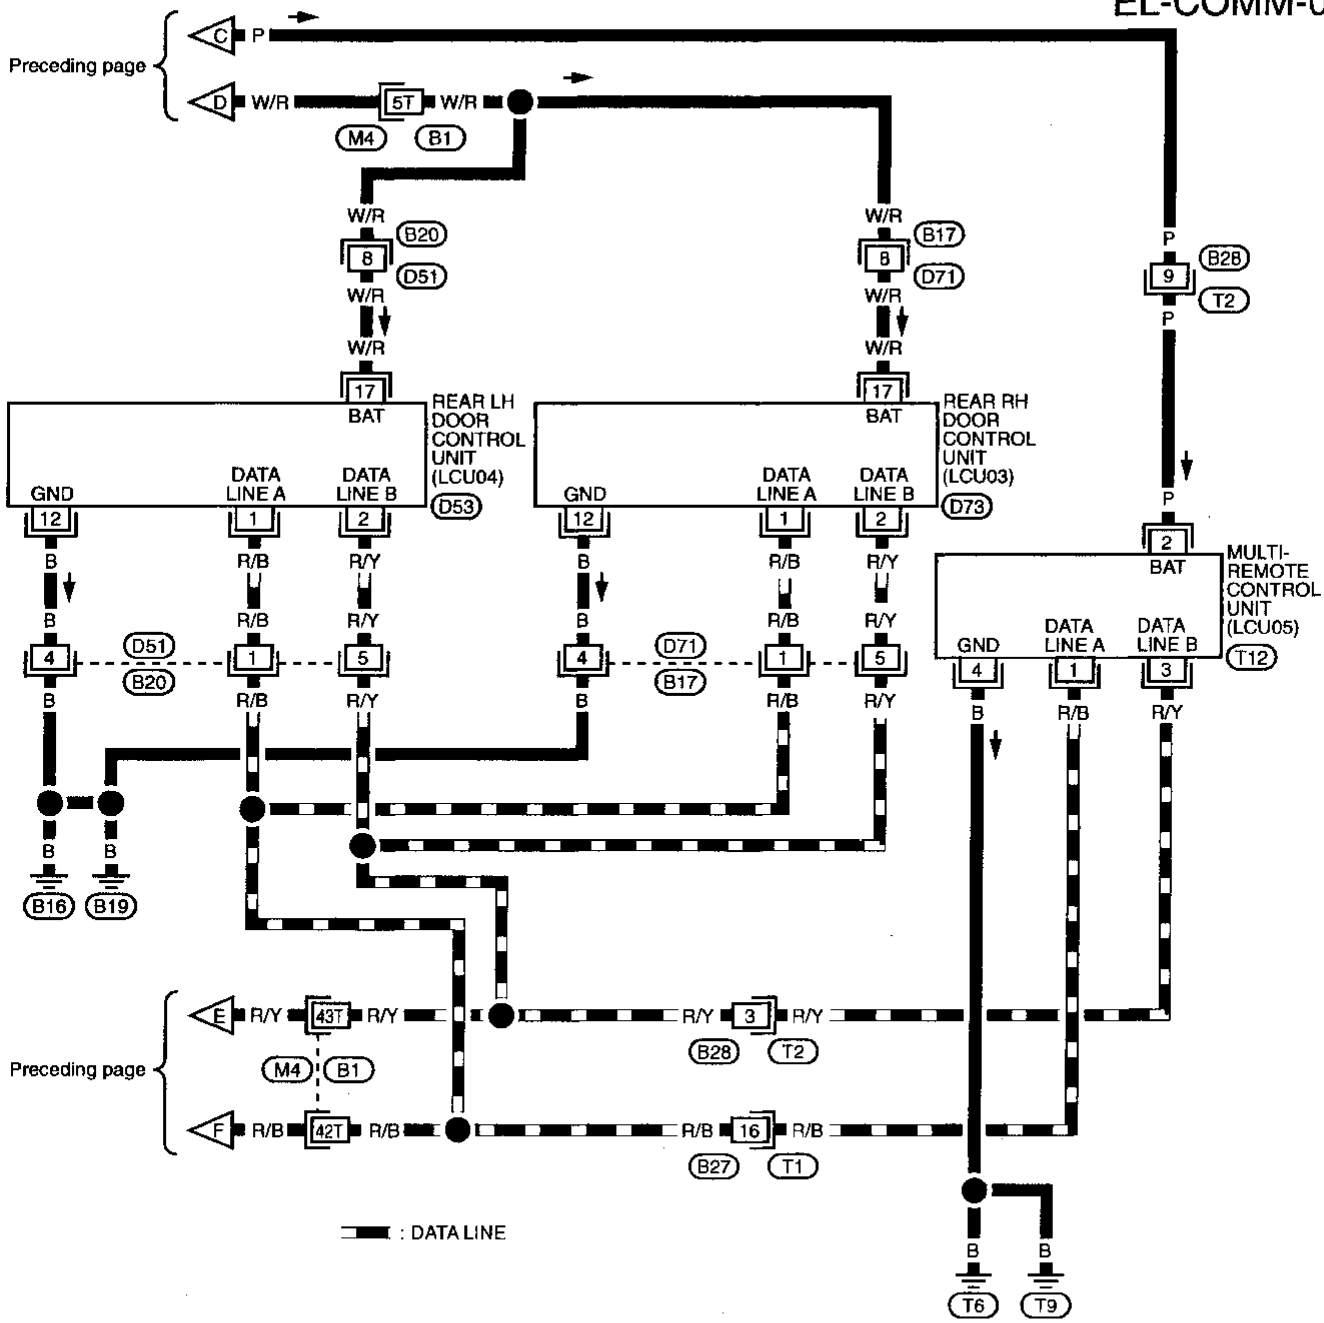 EL-COMM-0
C P
Preceding page
D W/R 5T W/R
M4 B1
W/R W/R
B20 B17
8 8
D51 D71
W/R W/R
P
9
B28
T2
P
W/R W/R
17 17
BAT BAT
REAR LH
DOOR
CONTROL
UNIT
(LCU04)
D53
REAR RH
DOOR
CONTROL
UNIT
(LCU03)
D73
GND DATA LINE A DATA LINE B
GND DATA LINE A DATA LINE B
12 1 2 12 1 2
P
2
BAT
MULTI-
REMOTE
CONTROL
UNIT
(LCU05)
T12
B R/B R/Y B R/B R/Y
B R/B R/Y B R/B R/Y
GND DATA LINE A DATA LINE B
4 D51 1 5 4 D71 1 5
B20 B17
4 1 3
B R/B R/Y B R/B R/Y
B R/B R/Y
B B
B16 B19
E R/Y 43T R/Y R/Y 3 R/Y
B28 T2
Preceding page
M4 B1
F R/B 42T R/B R/B 16 R/B
B27 T1
: DATA LINE
B B
T6 T9